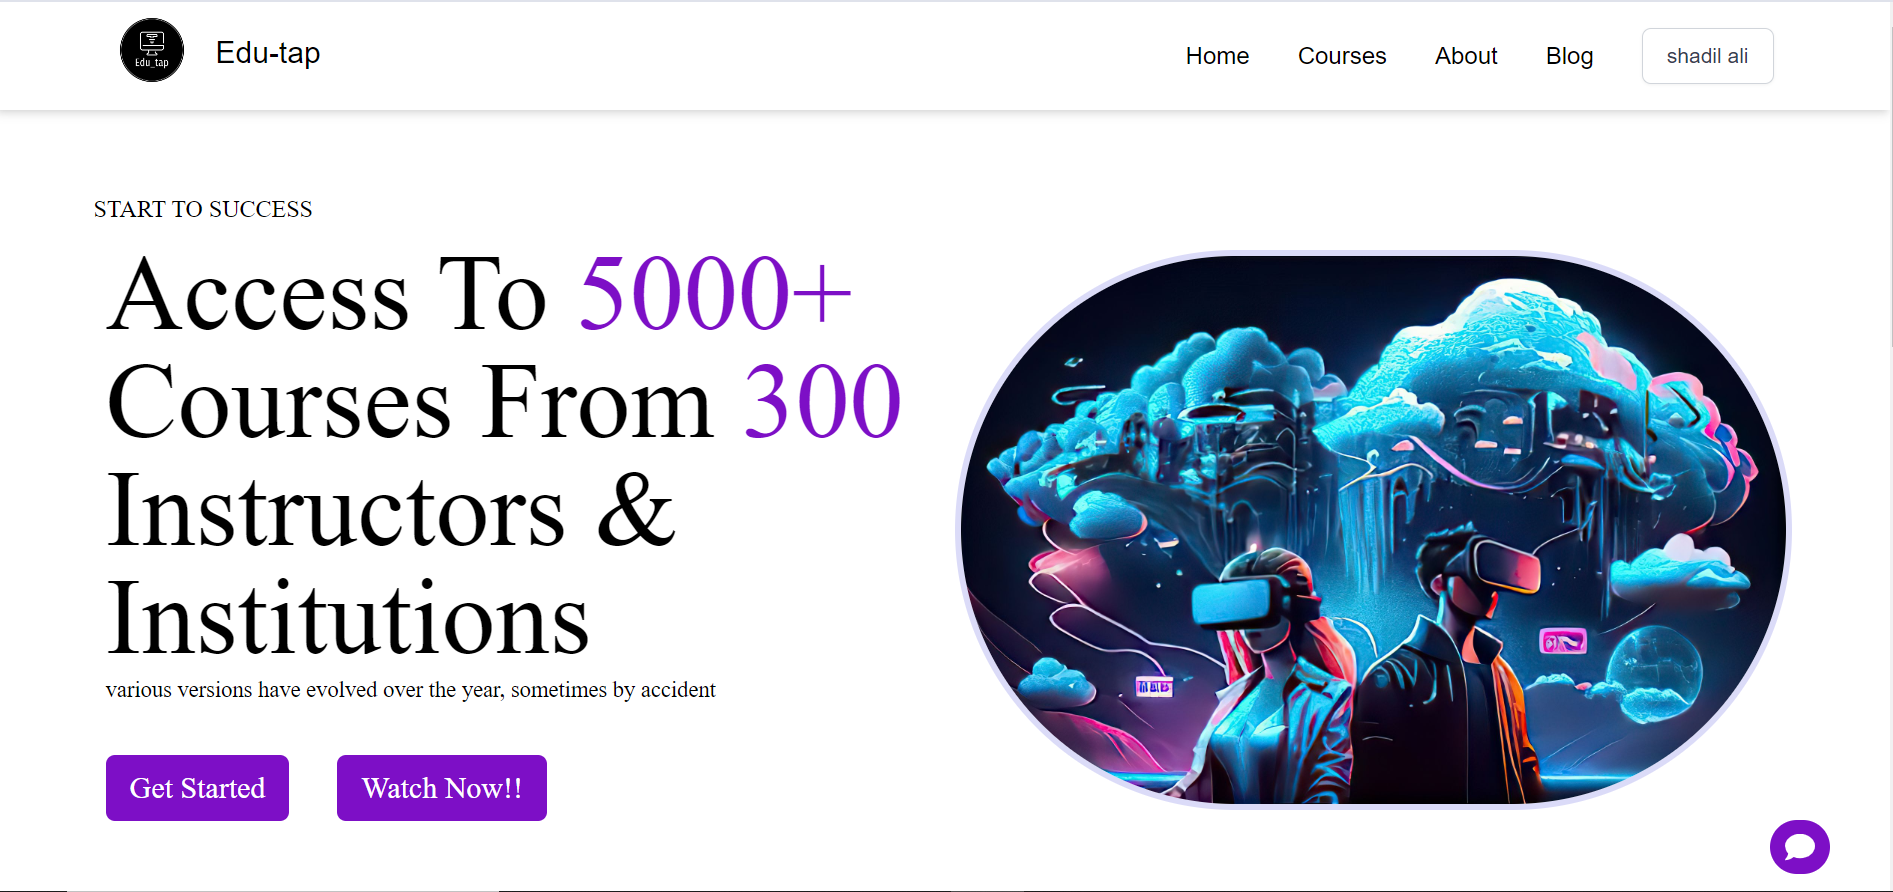 Edu_tap
Edu-tap
Home
Courses
About
Blog
shadil ali
START TO SUCCESS
Access To 5000+
Courses From 300
Instructors &
Institutions
various versions have evolved over the year, sometimes by accident
Get Started
Watch Now!!